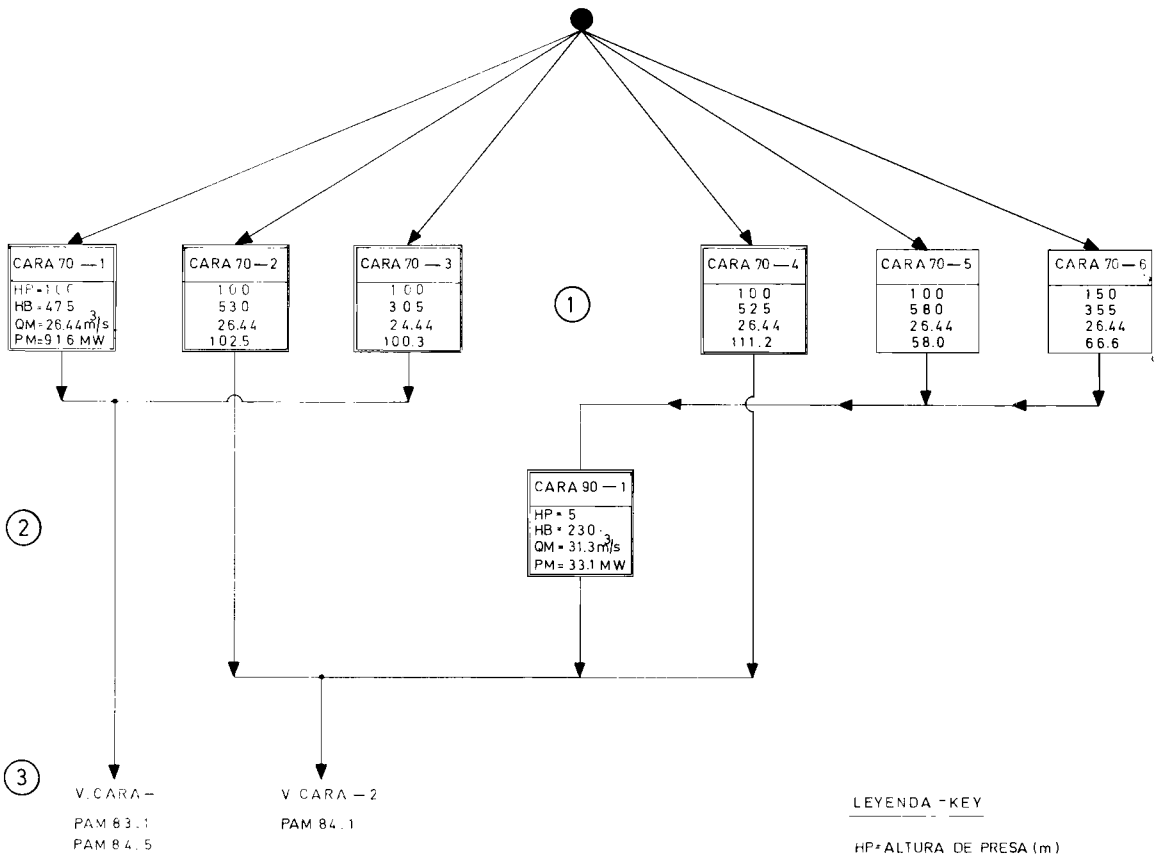 CARA 70 — 1
HP = 100
HB = 475
QM = 26.44 m³/s
PM = 91.6 MW
CARA 70 — 2
100
530
26.44
102.5
CARA 70 — 3
100
305
24.44
100.3
1
CARA 70 — 4
100
525
26.44
111.2
CARA 70 — 5
100
580
26.44
58.0
CARA 70 — 6
150
355
26.44
66.6
2
CARA 90 — 1
HP = 5
HB = 230
QM = 31.3 m³/s
PM = 33.1 MW
3
V. CARA —
PAM 83.1
PAM 84.5
V CARA — 2
PAM 84.1
LEYENDA - KEY
HP = ALTURA DE PRESA (m)